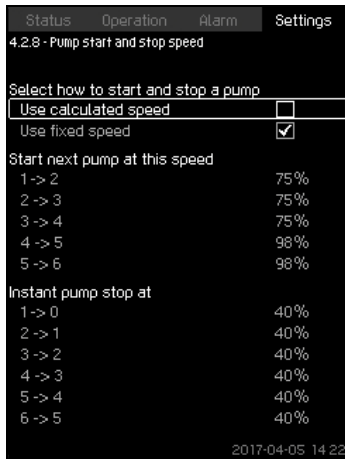 Status Operation Alarm Settings
4.2.8 - Pump start and stop speed
Select how to start and stop a pump
Use calculated speed
Use fixed speed
Start next pump at this speed
1 -> 2 75%
2 -> 3 75%
3 -> 4 75%
4 -> 5 98%
5 -> 6 98%
Instant pump stop at
1 -> 0 40%
2 -> 1 40%
3 -> 2 40%
4 -> 3 40%
5 -> 4 40%
6 -> 5 40%
2017-04-05 14:22